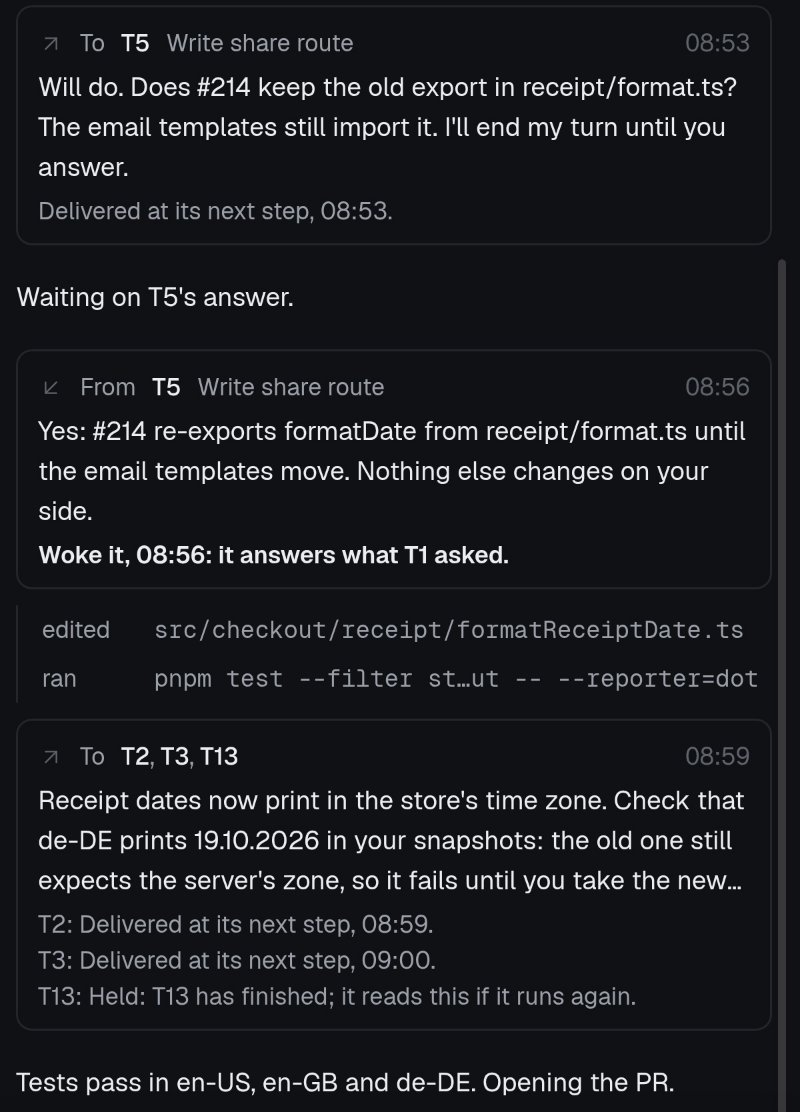 ↗ To T5 Write share route 08:53
Will do. Does #214 keep the old export in receipt/format.ts?
The email templates still import it. I'll end my turn until you
answer.
Delivered at its next step, 08:53.
Waiting on T5's answer.
↙ From T5 Write share route 08:56
Yes: #214 re-exports formatDate from receipt/format.ts until
the email templates move. Nothing else changes on your
side.
Woke it, 08:56: it answers what T1 asked.
edited src/checkout/receipt/formatReceiptDate.ts
ran pnpm test --filter st…ut -- --reporter=dot
↗ To T2, T3, T13 08:59
Receipt dates now print in the store's time zone. Check that
de-DE prints 19.10.2026 in your snapshots: the old one still
expects the server's zone, so it fails until you take the new…
T2: Delivered at its next step, 08:59.
T3: Delivered at its next step, 09:00.
T13: Held: T13 has finished; it reads this if it runs again.
Tests pass in en-US, en-GB and de-DE. Opening the PR.